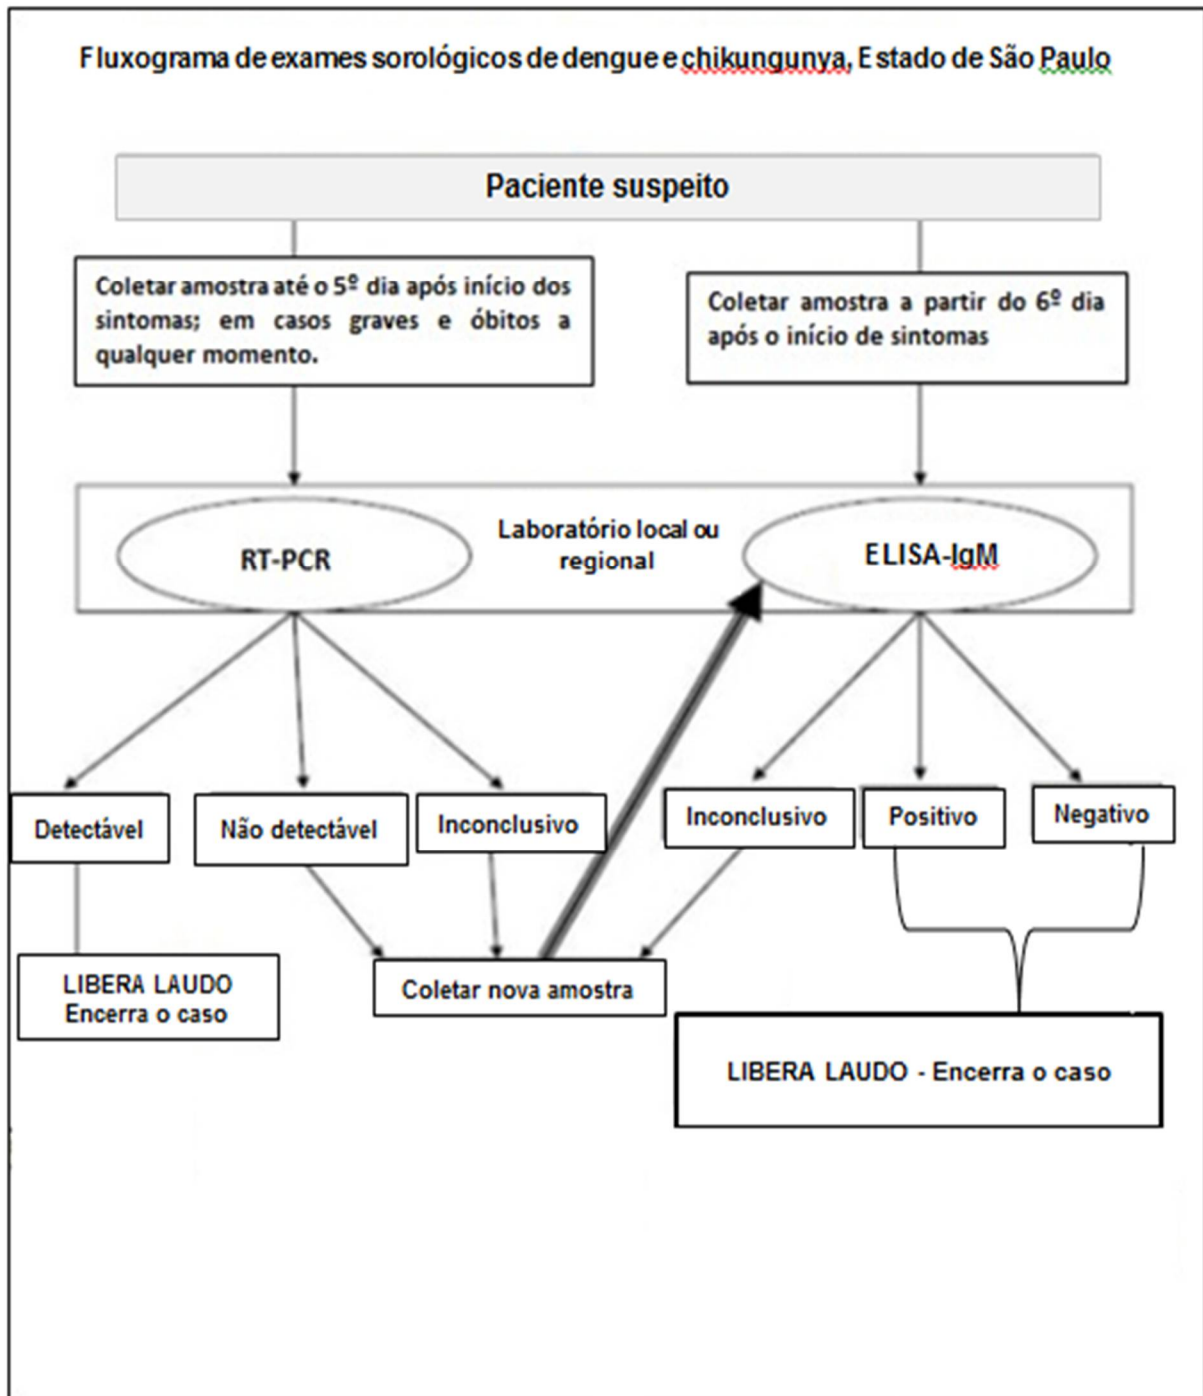 Fluxograma de exames sorológicos de dengue e chikungunya, Estado de São Paulo
Paciente suspeito
Coletar amostra até o 5º dia após início dos
sintomas; em casos graves e óbitos a
qualquer momento.
Coletar amostra a partir do 6º dia
após o início de sintomas
RT-PCR
Laboratório local ou
regional
ELISA-IgM
Detectável
Não detectável
Inconclusivo
Inconclusivo
Positivo
Negativo
LIBERA LAUDO
Encerra o caso
Coletar nova amostra
LIBERA LAUDO - Encerra o caso